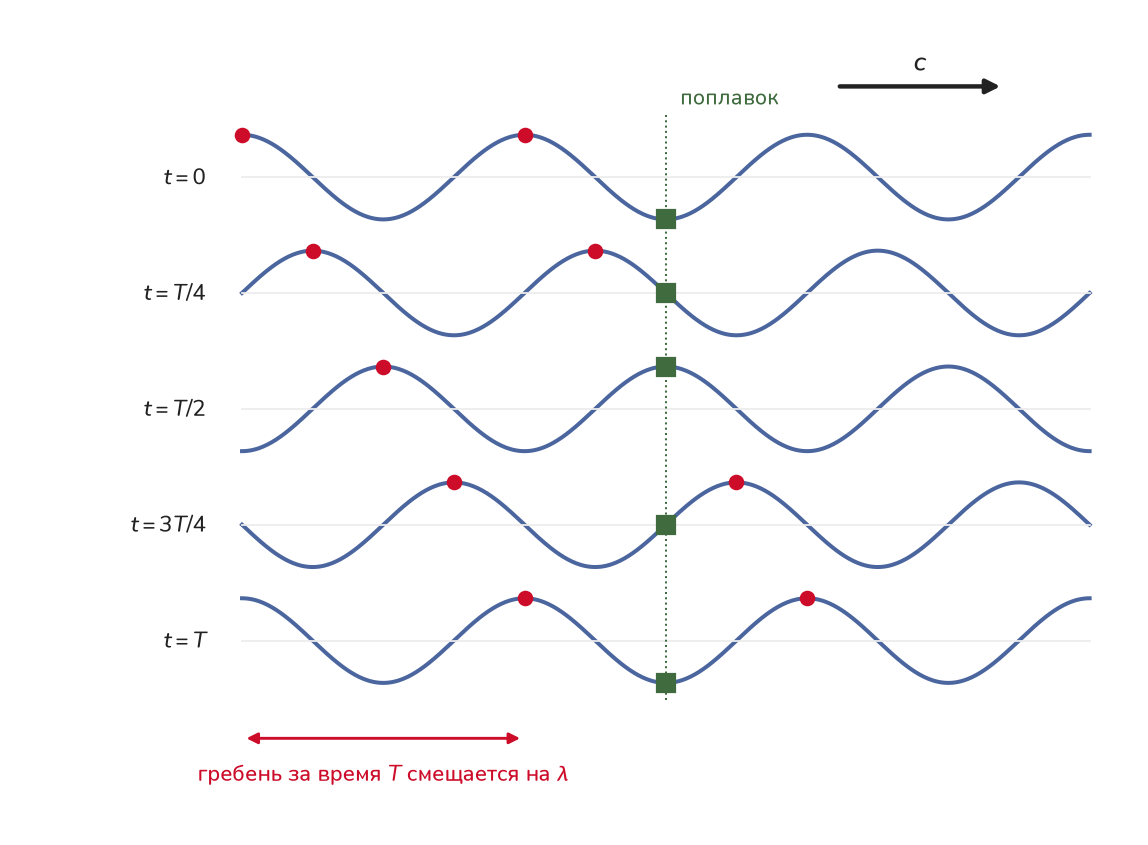 c
поплавок
t = 0
t = T/4
t = T/2
t = 3T/4
t = T
гребень за время T смещается на λ